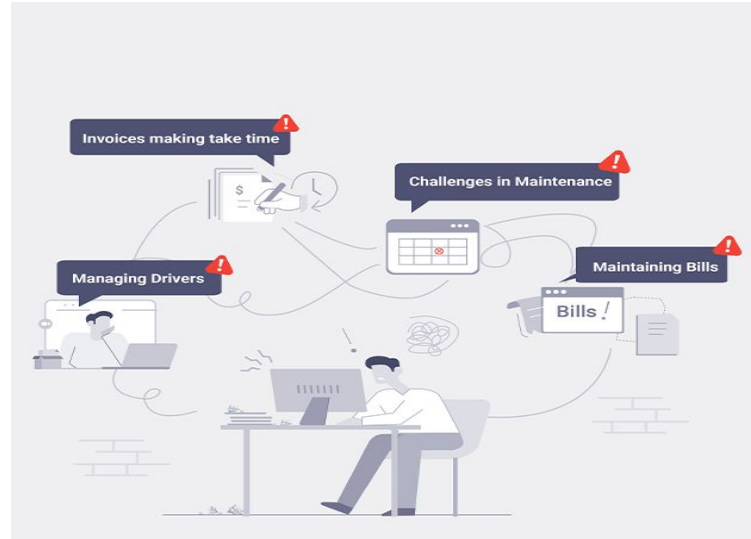 Invoices making take time
$
Challenges in Maintenance
Managing Drivers
Maintaining Bills
Bills !